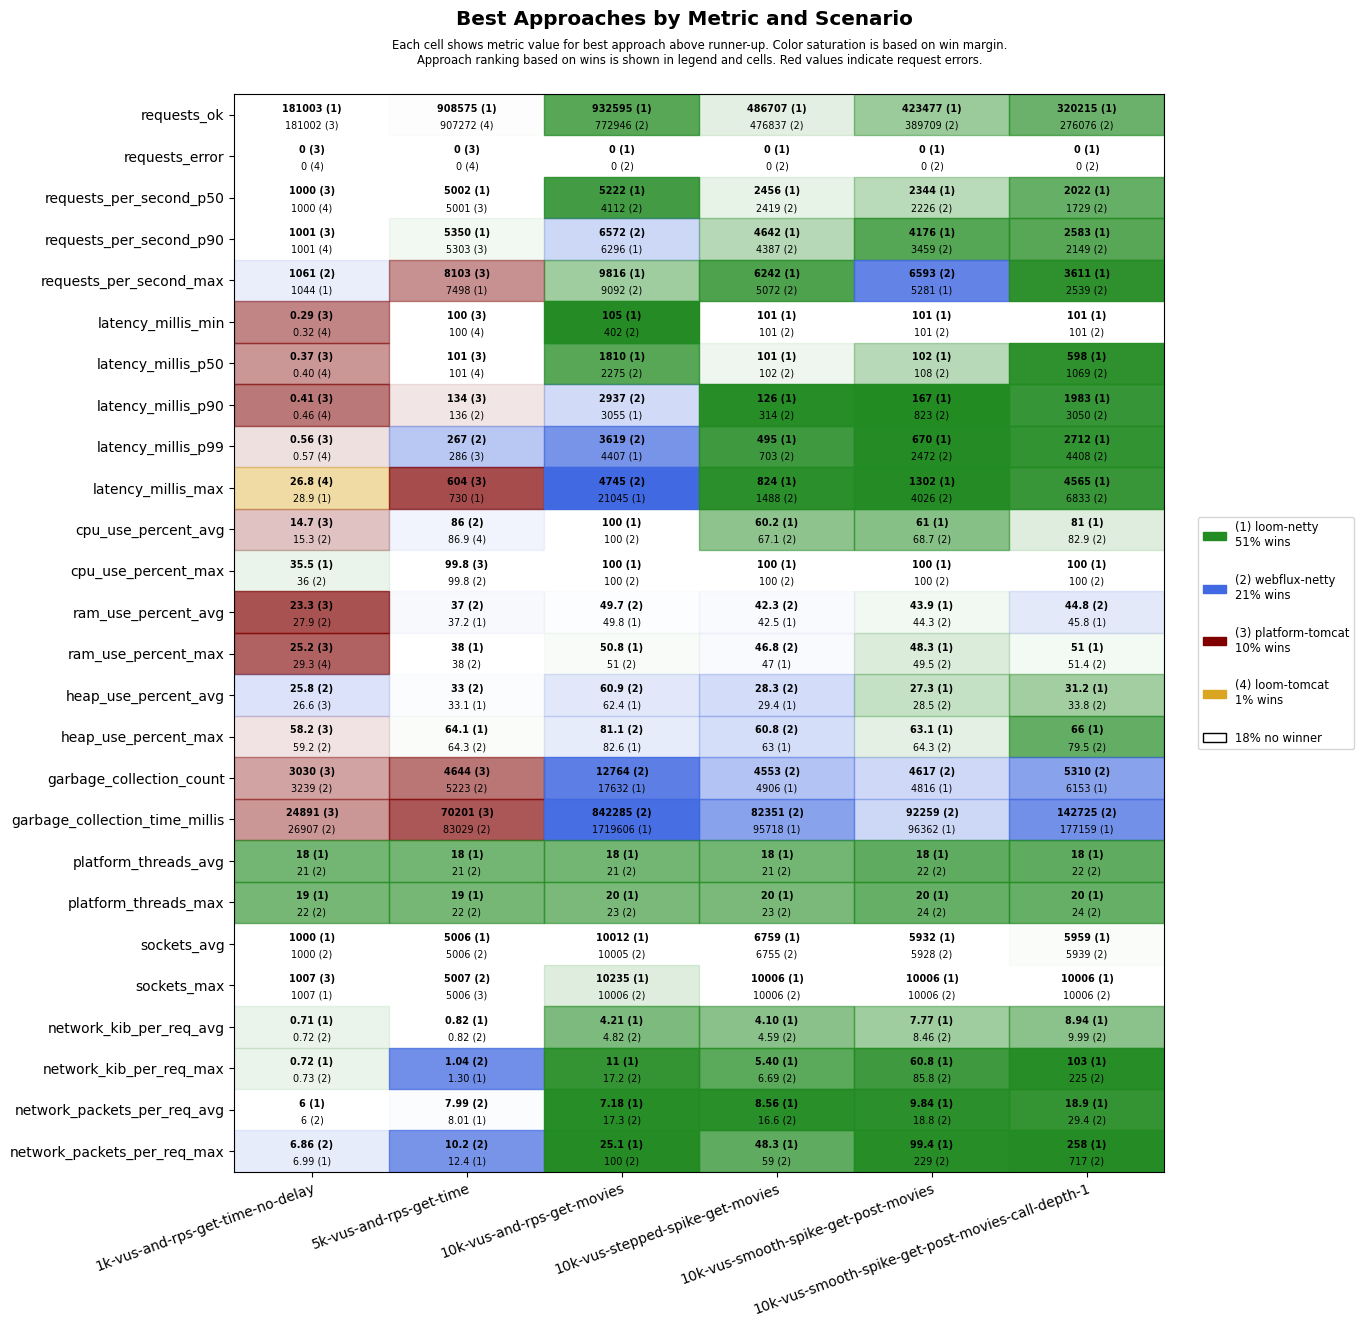 Best Approaches by Metric and Scenario
Each cell shows metric value for best approach above runner-up. Color saturation is based on win margin.
Approach ranking based on wins is shown in legend and cells. Red values indicate request errors.
requests_ok
181003 (1) 908575 (1) 932595 (1) 486707 (1) 423477 (1) 320215 (1)
181002 (3) 907272 (4) 772946 (2) 476837 (2) 389709 (2) 276076 (2)
requests_error
0 (3) 0 (3) 0 (1) 0 (1) 0 (1) 0 (1)
0 (4) 0 (4) 0 (2) 0 (2) 0 (2) 0 (2)
requests_per_second_p50
1000 (3) 5002 (1) 5222 (1) 2456 (1) 2344 (1) 2022 (1)
1000 (4) 5001 (3) 4112 (2) 2419 (2) 2226 (2) 1729 (2)
requests_per_second_p90
1001 (3) 5350 (1) 6572 (2) 4642 (1) 4176 (1) 2583 (1)
1001 (4) 5303 (3) 6296 (1) 4387 (2) 3459 (2) 2149 (2)
requests_per_second_max
1061 (2) 8103 (3) 9816 (1) 6242 (1) 6593 (2) 3611 (1)
1044 (1) 7498 (1) 9092 (2) 5072 (2) 5281 (1) 2539 (2)
latency_millis_min
0.29 (3) 100 (3) 105 (1) 101 (1) 101 (1) 101 (1)
0.32 (4) 100 (4) 402 (2) 101 (2) 101 (2) 101 (2)
latency_millis_p50
0.37 (3) 101 (3) 1810 (1) 101 (1) 102 (1) 598 (1)
0.40 (4) 101 (4) 2275 (2) 102 (2) 108 (2) 1069 (2)
latency_millis_p90
0.41 (3) 134 (3) 2937 (2) 126 (1) 167 (1) 1983 (1)
0.46 (4) 136 (2) 3055 (1) 314 (2) 823 (2) 3050 (2)
latency_millis_p99
0.56 (3) 267 (2) 3619 (2) 495 (1) 670 (1) 2712 (1)
0.57 (4) 286 (3) 4407 (1) 703 (2) 2472 (2) 4408 (2)
latency_millis_max
26.8 (4) 604 (3) 4745 (2) 824 (1) 1302 (1) 4565 (1)
28.9 (1) 730 (1) 21045 (1) 1488 (2) 4026 (2) 6833 (2)
cpu_use_percent_avg
14.7 (3) 86 (2) 100 (1) 60.2 (1) 61 (1) 81 (1)
15.3 (2) 86.9 (4) 100 (2) 67.1 (2) 68.7 (2) 82.9 (2)
cpu_use_percent_max
35.5 (1) 99.8 (3) 100 (1) 100 (1) 100 (1) 100 (1)
36 (2) 99.8 (2) 100 (2) 100 (2) 100 (2) 100 (2)
ram_use_percent_avg
23.3 (3) 37 (2) 49.7 (2) 42.3 (2) 43.9 (1) 44.8 (2)
27.9 (2) 37.2 (1) 49.8 (1) 42.5 (1) 44.3 (2) 45.8 (1)
ram_use_percent_max
25.2 (3) 38 (1) 50.8 (1) 46.8 (2) 48.3 (1) 51 (1)
29.3 (4) 38 (2) 51 (2) 47 (1) 49.5 (2) 51.4 (2)
heap_use_percent_avg
25.8 (2) 33 (2) 60.9 (2) 28.3 (2) 27.3 (1) 31.2 (1)
26.6 (3) 33.1 (1) 62.4 (1) 29.4 (1) 28.5 (2) 33.8 (2)
heap_use_percent_max
58.2 (3) 64.1 (1) 81.1 (2) 60.8 (2) 63.1 (1) 66 (1)
59.2 (2) 64.3 (2) 82.6 (1) 63 (1) 64.3 (2) 79.5 (2)
garbage_collection_count
3030 (3) 4644 (3) 12764 (2) 4553 (2) 4617 (2) 5310 (2)
3239 (2) 5223 (2) 17632 (1) 4906 (1) 4816 (1) 6153 (1)
garbage_collection_time_millis
24891 (3) 70201 (3) 842285 (2) 82351 (2) 92259 (2) 142725 (2)
26907 (2) 83029 (2) 1719606 (1) 95718 (1) 96362 (1) 177159 (1)
platform_threads_avg
18 (1) 18 (1) 18 (1) 18 (1) 18 (1) 18 (1)
21 (2) 21 (2) 21 (2) 21 (2) 22 (2) 22 (2)
platform_threads_max
19 (1) 19 (1) 20 (1) 20 (1) 20 (1) 20 (1)
22 (2) 22 (2) 23 (2) 23 (2) 24 (2) 24 (2)
sockets_avg
1000 (1) 5006 (1) 10012 (1) 6759 (1) 5932 (1) 5959 (1)
1000 (2) 5006 (2) 10005 (2) 6755 (2) 5928 (2) 5939 (2)
sockets_max
1007 (3) 5007 (2) 10235 (1) 10006 (1) 10006 (1) 10006 (1)
1007 (1) 5006 (3) 10006 (2) 10006 (2) 10006 (2) 10006 (2)
network_kib_per_req_avg
0.71 (1) 0.82 (1) 4.21 (1) 4.10 (1) 7.77 (1) 8.94 (1)
0.72 (2) 0.82 (2) 4.82 (2) 4.59 (2) 8.46 (2) 9.99 (2)
network_kib_per_req_max
0.72 (1) 1.04 (2) 11 (1) 5.40 (1) 60.8 (1) 103 (1)
0.73 (2) 1.30 (1) 17.2 (2) 6.69 (2) 85.8 (2) 225 (2)
network_packets_per_req_avg
6 (1) 7.99 (2) 7.18 (1) 8.56 (1) 9.84 (1) 18.9 (1)
6 (2) 8.01 (1) 17.3 (2) 16.6 (2) 18.8 (2) 29.4 (2)
network_packets_per_req_max
6.86 (2) 10.2 (2) 25.1 (1) 48.3 (1) 99.4 (1) 258 (1)
6.99 (1) 12.4 (1) 100 (2) 59 (2) 229 (2) 717 (2)
1k-vus-and-rps-get-time-no-delay
5k-vus-and-rps-get-time
10k-vus-and-rps-get-movies
10k-vus-stepped-spike-get-movies
10k-vus-smooth-spike-get-post-movies
10k-vus-smooth-spike-get-post-movies-call-depth-1
(1) loom-netty
51% wins
(2) webflux-netty
21% wins
(3) platform-tomcat
10% wins
(4) loom-tomcat
1% wins
18% no winner